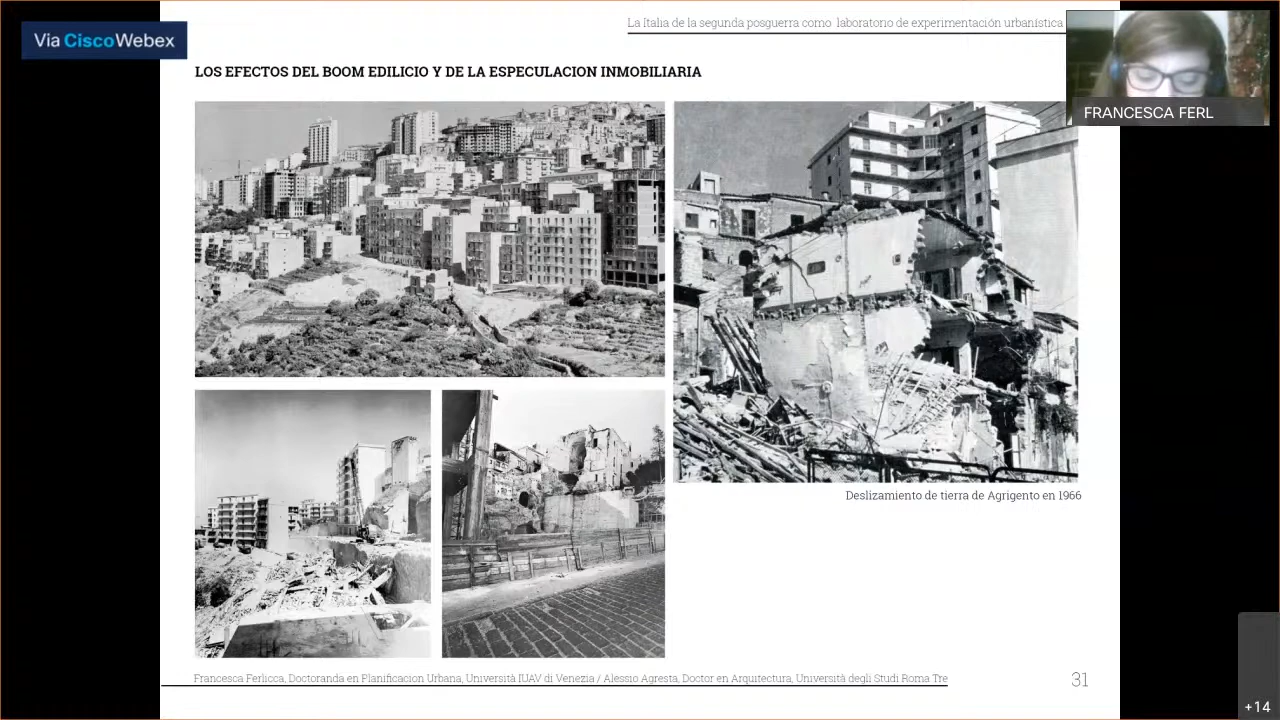 La Italia de la segunda posguerra como laboratorio de experimentación urbanística
Via Cisco Webex
LOS EFECTOS DEL BOOM EDILICIO Y DE LA ESPECULACION INMOBILIARIA
FRANCESCA FERL
Deslizamiento de tierra de Agrigento en 1966
Francesca Ferlicca, Doctoranda en Planificacion Urbana, Università IUAV di Venezia / Alessio Agresta, Doctor en Arquitectura, Università degli Studi Roma Tre
31
+14